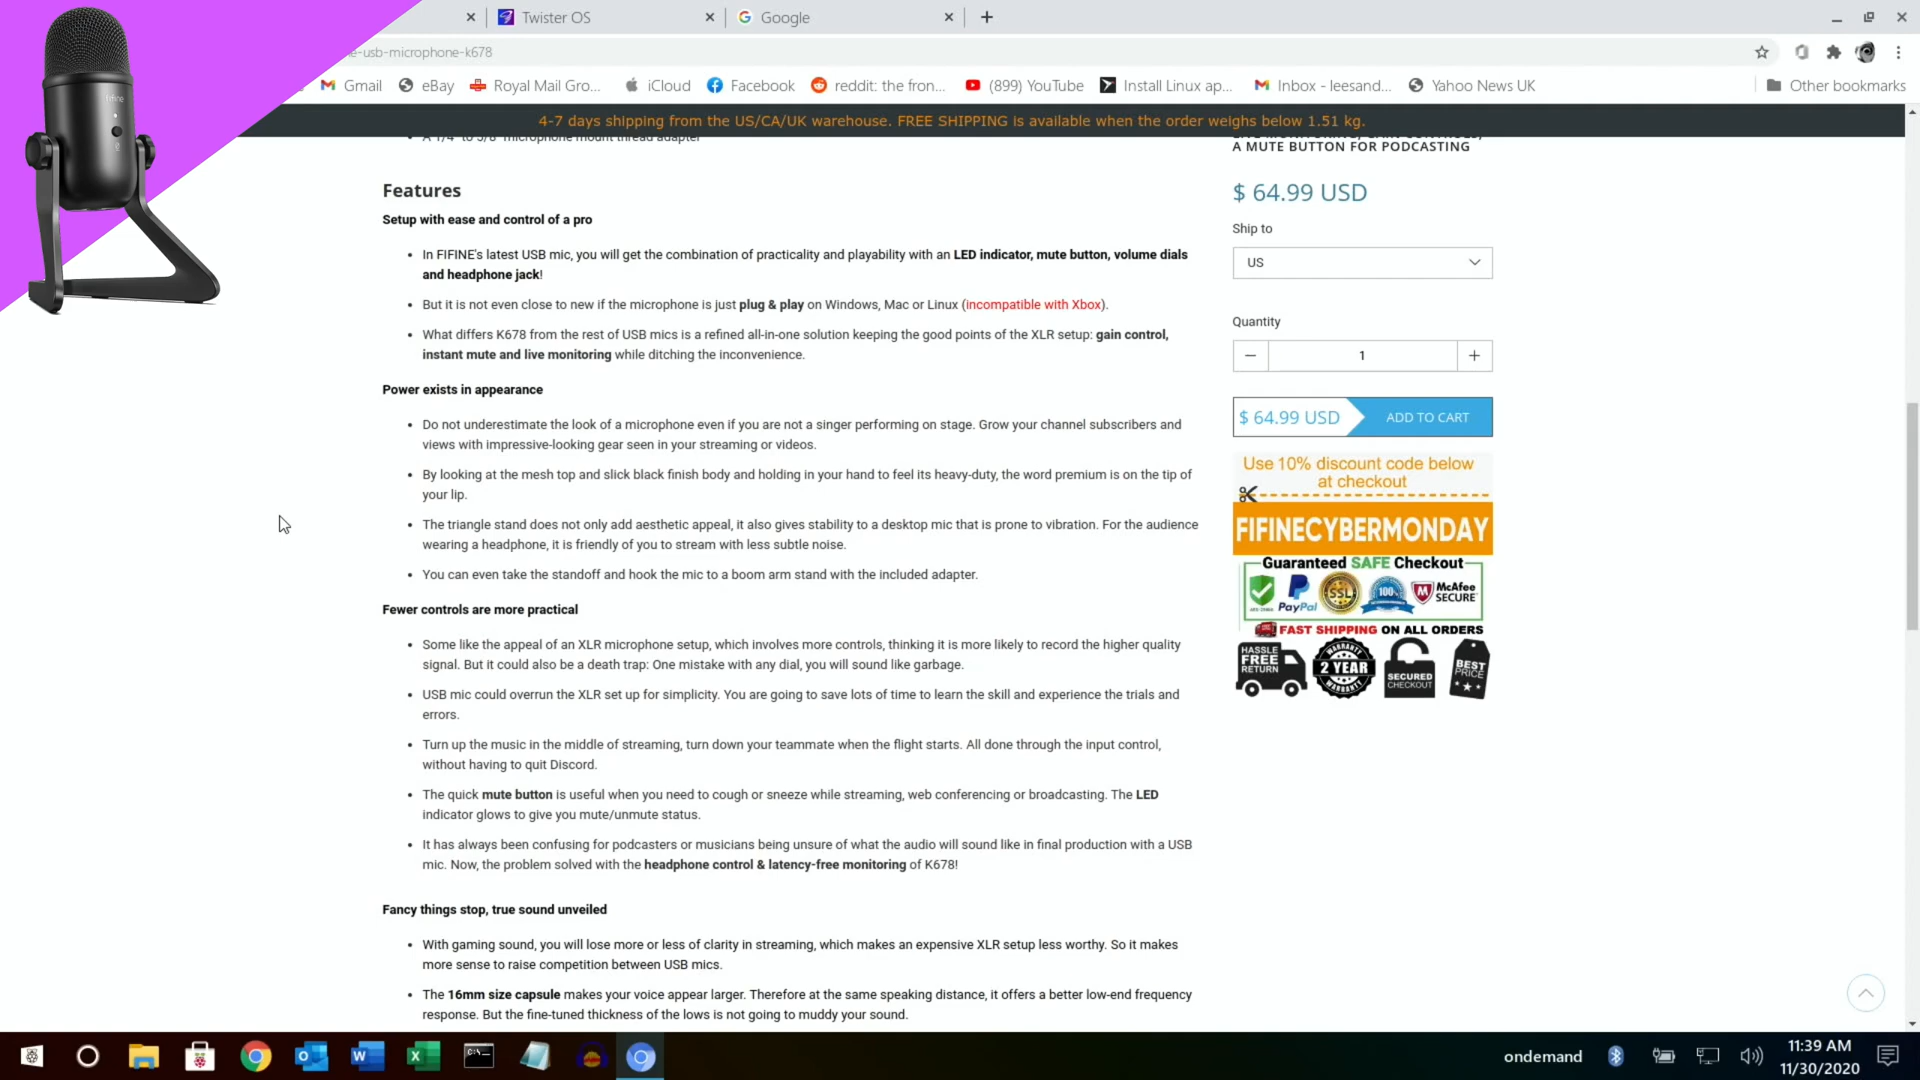 Twister OS
Google
e-usb-microphone-k678
Gmail
eBay
Royal Mail Gro...
iCloud
Facebook
reddit: the fron...
(899) YouTube
Install Linux ap...
Inbox - leesand...
Yahoo News UK
Other bookmarks
4-7 days shipping from the US/CA/UK warehouse. FREE SHIPPING is available when the order weighs below 1.51 kg.
A 1/4" to 5/8" microphone mount thread adapter
Features
Setup with ease and control of a pro
In FIFINE's latest USB mic, you will get the combination of practicality and playability with an LED indicator, mute button, volume dials
and headphone jack!
But it is not even close to new if the microphone is just plug & play on Windows, Mac or Linux (incompatible with Xbox).
What differs K678 from the rest of USB mics is a refined all-in-one solution keeping the good points of the XLR setup: gain control,
instant mute and live monitoring while ditching the inconvenience.
Power exists in appearance
Do not underestimate the look of a microphone even if you are not a singer performing on stage. Grow your channel subscribers and
views with impressive-looking gear seen in your streaming or videos.
By looking at the mesh top and slick black finish body and holding in your hand to feel its heavy-duty, the word premium is on the tip of
your lip.
The triangle stand does not only add aesthetic appeal, it also gives stability to a desktop mic that is prone to vibration. For the audience
wearing a headphone, it is friendly of you to stream with less subtle noise.
You can even take the standoff and hook the mic to a boom arm stand with the included adapter.
Fewer controls are more practical
Some like the appeal of an XLR microphone setup, which involves more controls, thinking it is more likely to record the higher quality
signal. But it could also be a death trap: One mistake with any dial, you will sound like garbage.
USB mic could overrun the XLR set up for simplicity. You are going to save lots of time to learn the skill and experience the trials and
errors.
Turn up the music in the middle of streaming, turn down your teammate when the flight starts. All done through the input control,
without having to quit Discord.
The quick mute button is useful when you need to cough or sneeze while streaming, web conferencing or broadcasting. The LED
indicator glows to give you mute/unmute status.
It has always been confusing for podcasters or musicians being unsure of what the audio will sound like in final production with a USB
mic. Now, the problem solved with the headphone control & latency-free monitoring of K678!
Fancy things stop, true sound unveiled
With gaming sound, you will lose more or less of clarity in streaming, which makes an expensive XLR setup less worthy. So it makes
more sense to raise competition between USB mics.
The 16mm size capsule makes your voice appear larger. Therefore at the same speaking distance, it offers a better low-end frequency
response. But the fine-tuned thickness of the lows is not going to muddy your sound.
A MUTE BUTTON FOR PODCASTING
$ 64.99 USD
Ship to
US
Quantity
1
$ 64.99 USD ADD TO CART
Use 10% discount code below
at checkout
FIFINECYBERMONDAY
Guaranteed SAFE Checkout
PayPal
SSL
100%
McAfee
SECURE
FAST SHIPPING ON ALL ORDERS
HASSLE
FREE
RETURN
WARRANTY
2 YEAR
WARRANTY
SECURED
CHECKOUT
BEST
PRICE
fifine
ondemand
11:39 AM
11/30/2020